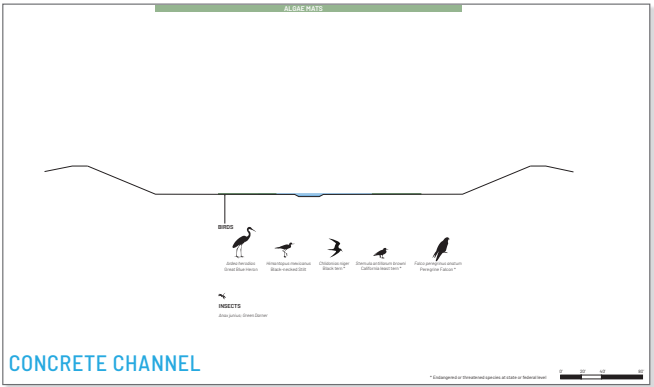 ALGAE MATS
BIRDS
Ardea herodias
Great Blue Heron
Himantopus mexicanus
Black-necked Stilt
Chlidonias niger
Black tern *
Sternula antillarum browni
California least tern *
Falco peregrinus anatum
Peregrine Falcon *
INSECTS
Anax junius: Green Darner
CONCRETE CHANNEL
* Endangered or threatened species at state or federal level
0 20' 40' 80'